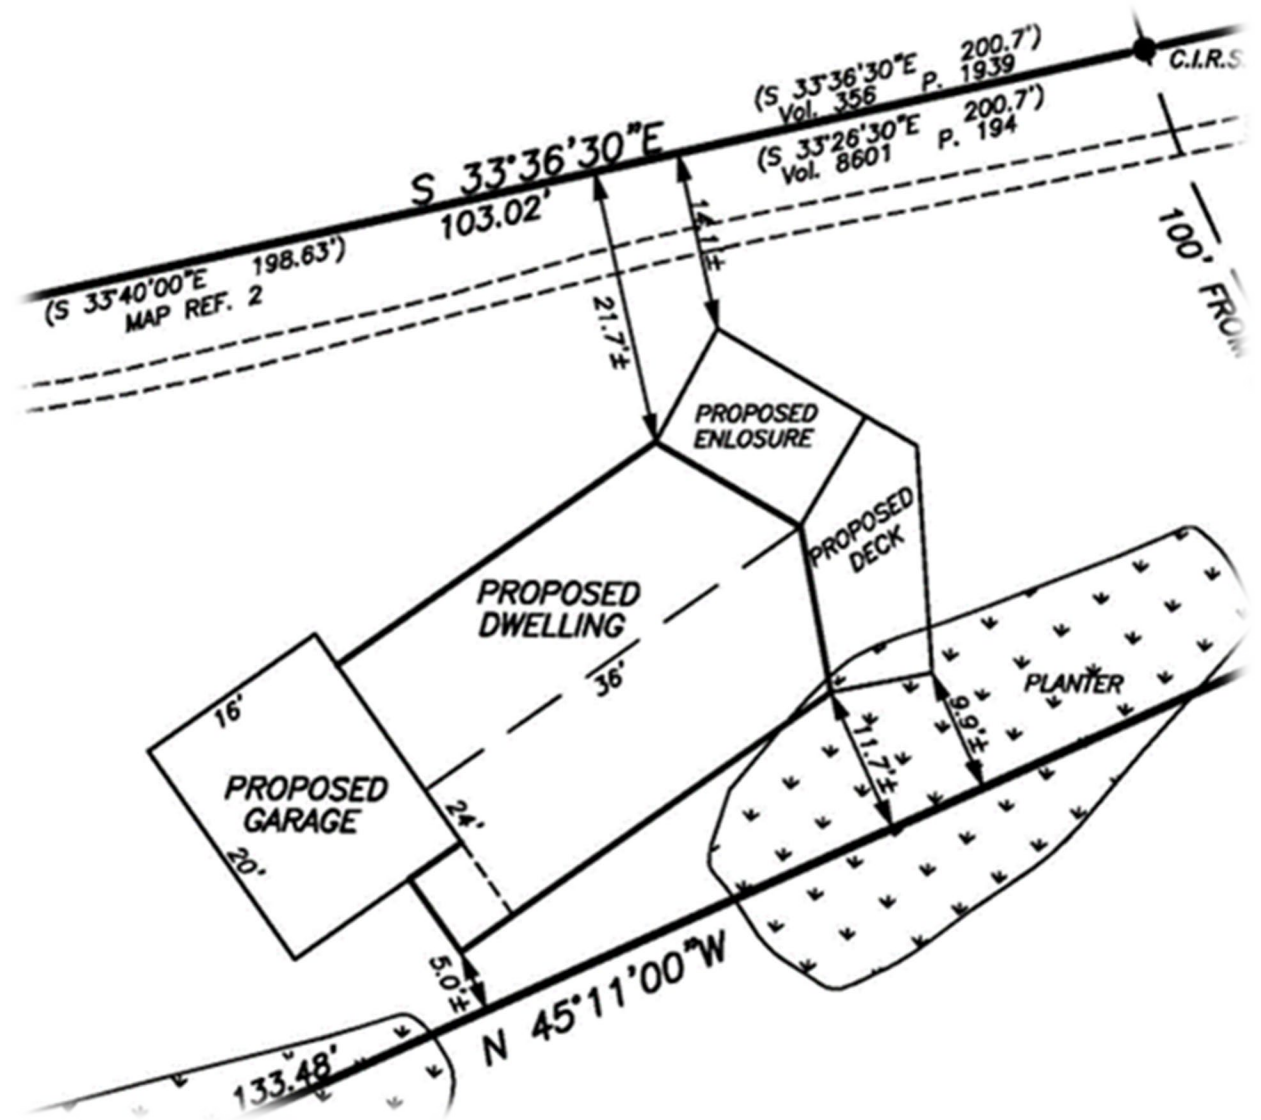 (S 33°36'30"E 200.7')
Vol. 356 P. 1939
C.I.R.S.
(S 33°26'30"E 200.7')
Vol. 8601 P. 194
S 33°36'30"E
103.02'
(S 33°40'00"E 198.63')
MAP REF. 2
14.1'±
21.7'±
100' FROM
PROPOSED
ENLOSURE
PROPOSED
DECK
PROPOSED
DWELLING
36'
PLANTER
16'
9.9'±
11.7'±
PROPOSED
GARAGE
24'
20'
5.0'±
N 45°11'00"W
133.48'